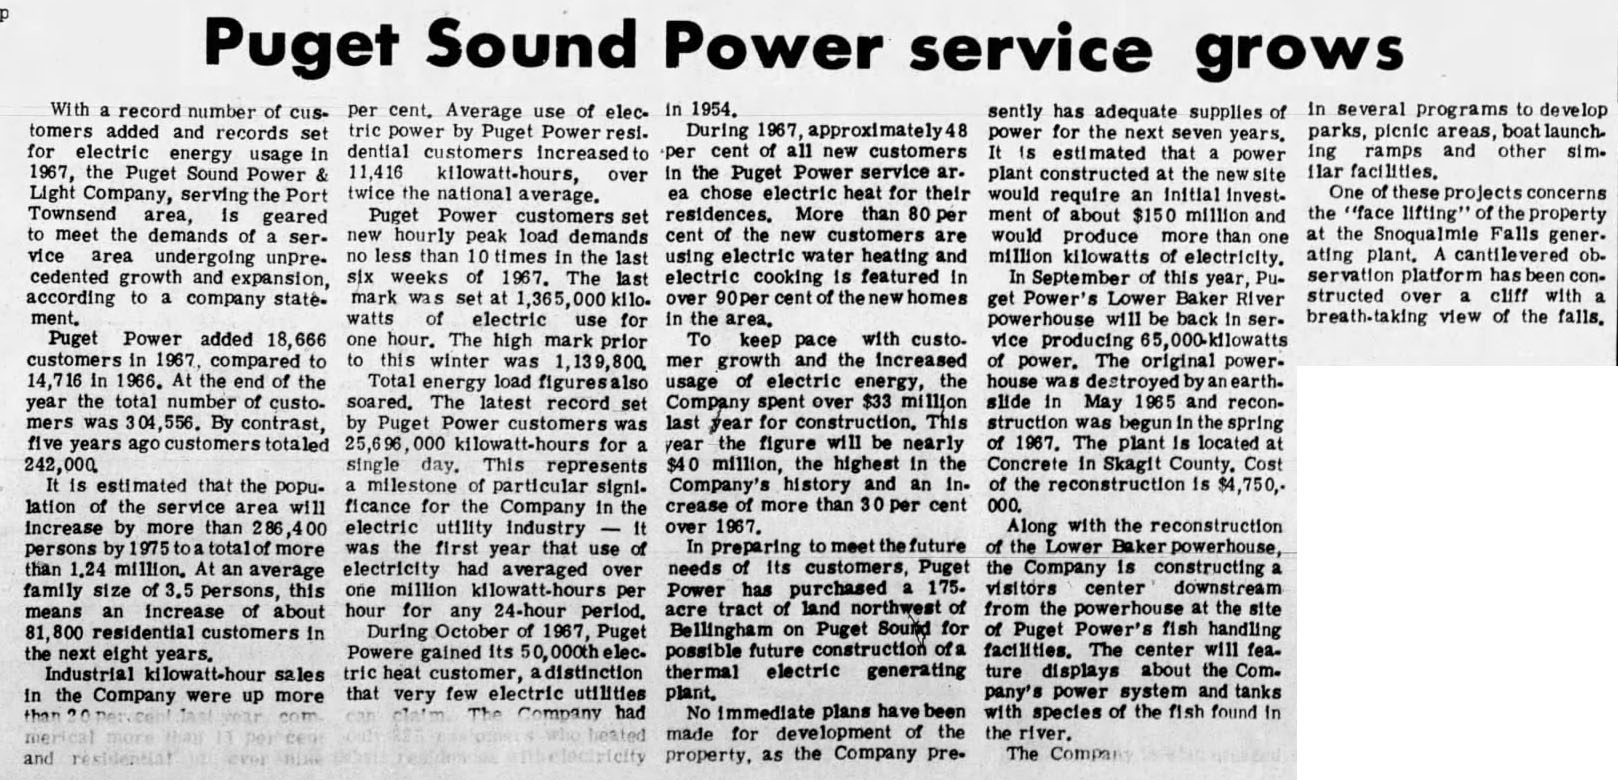 p
Puget Sound Power service grows
With a record number of cus-
tomers added and records set
for electric energy usage in
1967, the Puget Sound Power &
Light Company, serving the Port
Townsend area, is geared
to meet the demands of a ser-
vice area undergoing unpre-
cedented growth and expansion,
according to a company state-
ment.
Puget Power added 18,666
customers in 1967, compared to
14,716 in 1966. At the end of the
year the total number of custo-
mers was 304,556. By contrast,
five years ago customers totaled
242,000.
It is estimated that the popu-
lation of the service area will
increase by more than 286,400
persons by 1975 to a total of more
than 1.24 million. At an average
family size of 3.5 persons, this
means an increase of about
81,800 residential customers in
the next eight years.
Industrial kilowatt-hour sales
in the Company were up more
than 20 per cent last year, com-
merical more than 11 per cent
and residential up over nine
per cent. Average use of elec-
tric power by Puget Power resi-
dential customers increased to
11,416 kilowatt-hours, over
twice the national average.
Puget Power customers set
new hourly peak load demands
no less than 10 times in the last
six weeks of 1967. The last
mark was set at 1,365,000 kilo-
watts of electric use for
one hour. The high mark prior
to this winter was 1,139,800.
Total energy load figures also
soared. The latest record set
by Puget Power customers was
25,696,000 kilowatt-hours for a
single day. This represents
a milestone of particular signi-
ficance for the Company in the
electric utility industry — it
was the first year that use of
electricity had averaged over
one million kilowatt-hours per
hour for any 24-hour period.
During October of 1967, Puget
Powere gained its 50,000th elec-
tric heat customer, a distinction
that very few electric utilities
can claim. The Company had
only customers who heated
with electricity
in 1954.
During 1967, approximately 48
per cent of all new customers
in the Puget Power service ar-
ea chose electric heat for their
residences. More than 80 per
cent of the new customers are
using electric water heating and
electric cooking is featured in
over 90 per cent of the new homes
in the area.
To keep pace with custo-
mer growth and the increased
usage of electric energy, the
Company spent over $33 million
last year for construction. This
year the figure will be nearly
$40 million, the highest in the
Company's history and an in-
crease of more than 30 per cent
over 1967.
In preparing to meet the future
needs of its customers, Puget
Power has purchased a 175-
acre tract of land northwest of
Bellingham on Puget Sound for
possible future construction of a
thermal electric generating
plant.
No immediate plans have been
made for development of the
property, as the Company pre-
sently has adequate supplies of
power for the next seven years.
It is estimated that a power
plant constructed at the new site
would require an initial invest-
ment of about $150 million and
would produce more than one
million kilowatts of electricity.
In September of this year, Pu-
get Power's Lower Baker River
powerhouse will be back in ser-
vice producing 65,000-kilowatts
of power. The original power-
house was destroyed by an earth-
slide in May 1965 and recon-
struction was begun in the spring
of 1967. The plant is located at
Concrete in Skagit County. Cost
of the reconstruction is $4,750,-
000.
Along with the reconstruction
of the Lower Baker powerhouse,
the Company is constructing a
visitors center downstream
from the powerhouse at the site
of Puget Power's fish handling
facilities. The center will fea-
ture displays about the Com-
pany's power system and tanks
with species of the fish found in
the river.
The Company
in several programs to develop
parks, picnic areas, boat launch-
ing ramps and other sim-
ilar facilities.
One of these projects concerns
the "face lifting" of the property
at the Snoqualmie Falls gener-
ating plant. A cantilevered ob-
servation platform has been con-
structed over a cliff with a
breath-taking view of the falls.